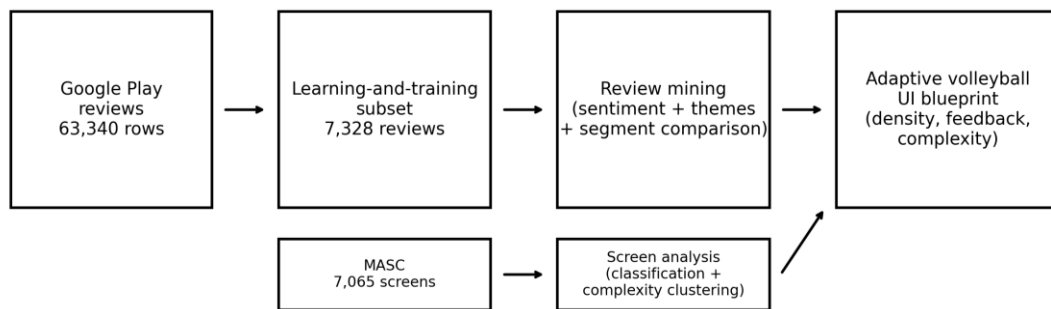 Google Play
reviews
63,340 rows
Learning-and-training
subset
7,328 reviews
Review mining
(sentiment + themes
+ segment comparison)
Adaptive volleyball
UI blueprint
(density, feedback,
complexity)
MASC
7,065 screens
Screen analysis
(classification +
complexity clustering)